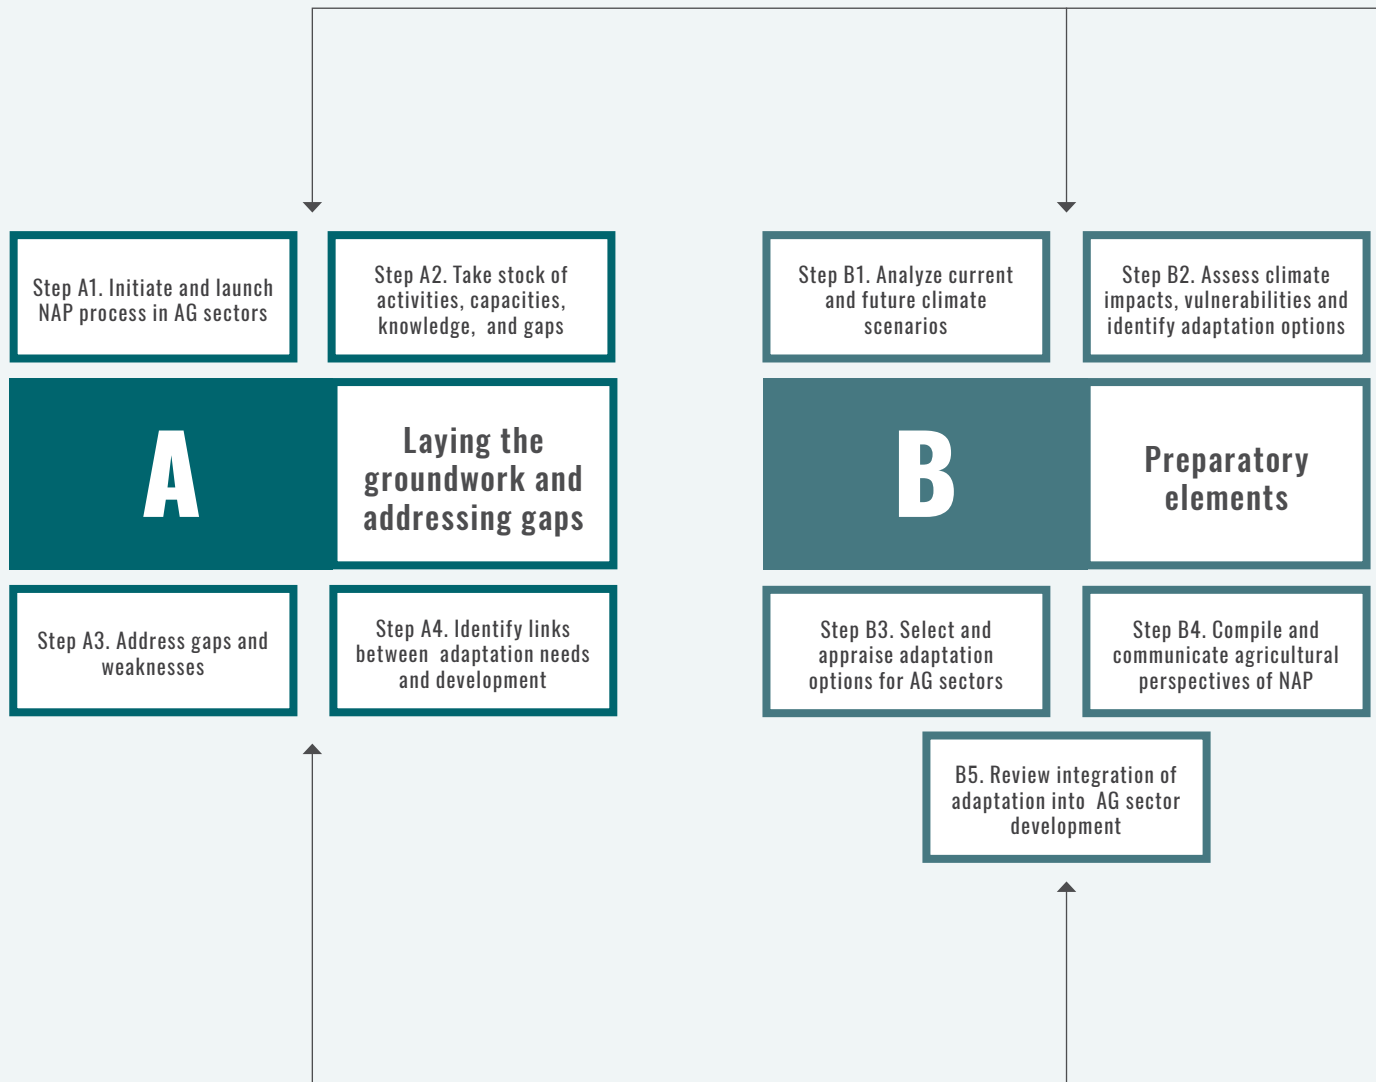 Step A1. Initiate and launch
NAP process in AG sectors
Step A2. Take stock of
activities, capacities,
knowledge, and gaps
A
Laying the
groundwork and
addressing gaps
Step A3. Address gaps and
weaknesses
Step A4. Identify links
between adaptation needs
and development
Step B1. Analyze current
and future climate
scenarios
Step B2. Assess climate
impacts, vulnerabilities and
identify adaptation options
B
Preparatory
elements
Step B3. Select and
appraise adaptation
options for AG sectors
Step B4. Compile and
communicate agricultural
perspectives of NAP
B5. Review integration of
adaptation into AG sector
development